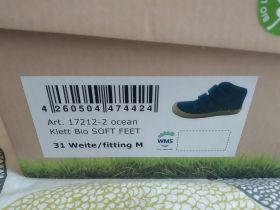 4 260504 474424
Art. 17212-2 ocean
Klett Bio SOFT FEET
31 Weite/fitting M
WMS